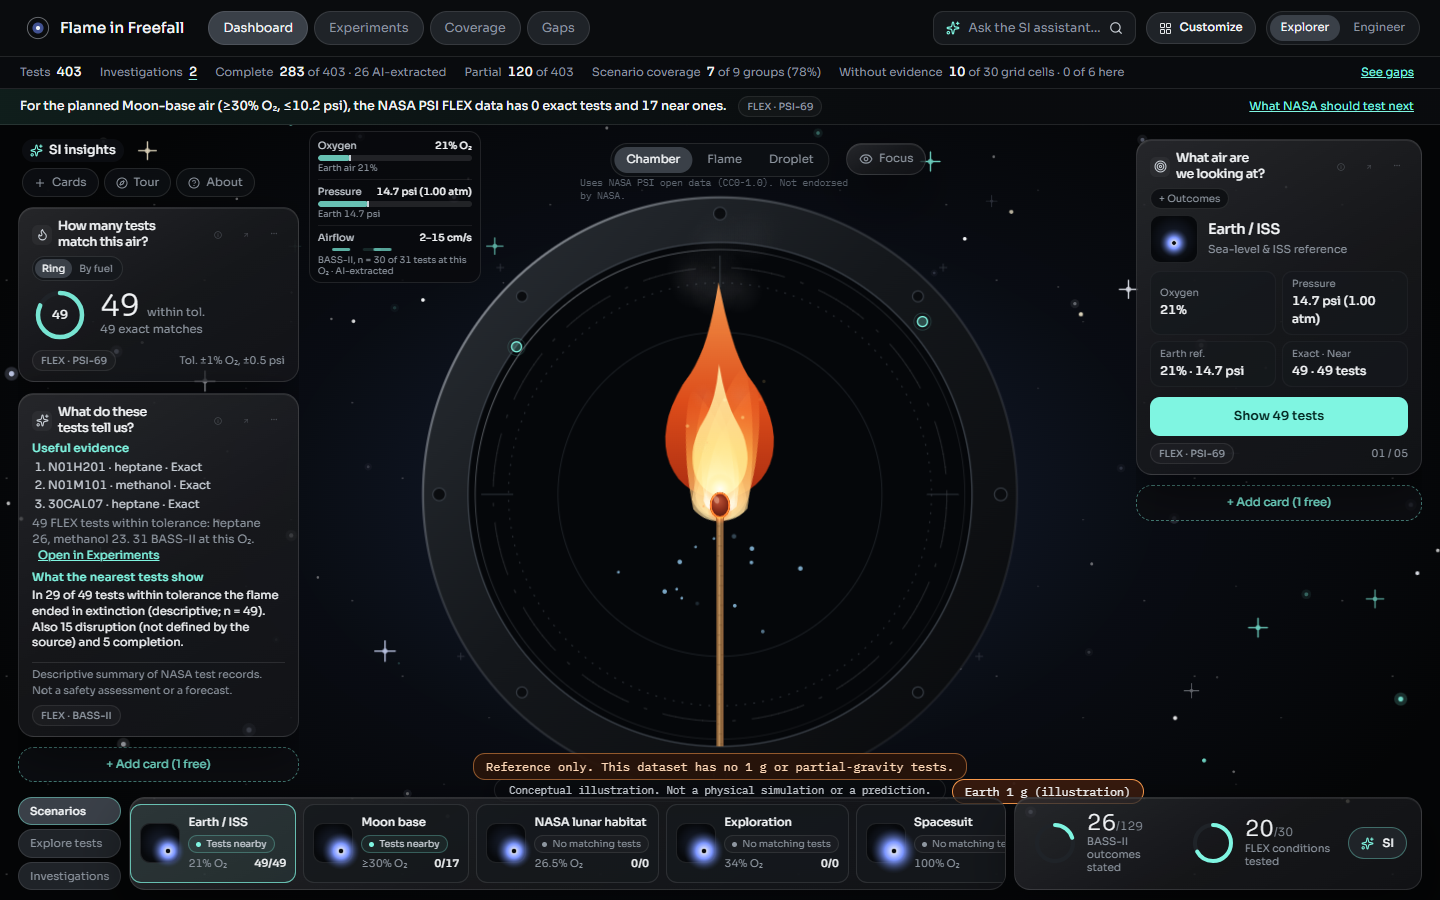 Flame in Freefall
Dashboard
Experiments
Coverage
Gaps
Ask the SI assistant...
Customize
Explorer
Engineer
Tests 403
Investigations 2
Complete 283 of 403 · 26 AI-extracted
Partial 120 of 403
Scenario coverage 7 of 9 groups (78%)
Without evidence 10 of 30 grid cells · 0 of 6 here
See gaps
For the planned Moon-base air (≥30% O₂, ≤10.2 psi), the NASA PSI FLEX data has 0 exact tests and 17 near ones.
FLEX · PSI-69
What NASA should test next
SI insights
+ Cards
Tour
About
How many tests
match this air?
Ring
By fuel
49
49 within tol.
49 exact matches
FLEX · PSI-69
Tol. ±1% O₂, ±0.5 psi
What do these
tests tell us?
Useful evidence
1. N01H201 · heptane · Exact
2. N01M101 · methanol · Exact
3. 30CAL07 · heptane · Exact
49 FLEX tests within tolerance: heptane
26, methanol 23. 31 BASS-II at this O₂.
Open in Experiments
What the nearest tests show
In 29 of 49 tests within tolerance the flame
ended in extinction (descriptive; n = 49).
Also 15 disruption (not defined by the
source) and 5 completion.
Descriptive summary of NASA test records.
Not a safety assessment or a forecast.
FLEX · BASS-II
+ Add card (1 free)
Oxygen 21% O₂
Earth air 21%
Pressure 14.7 psi (1.00 atm)
Earth 14.7 psi
Airflow 2–15 cm/s
BASS-II, n = 30 of 31 tests at this
O₂ · AI-extracted
Chamber
Flame
Droplet
Focus
Uses NASA PSI open data (CC0-1.0). Not endorsed
by NASA.
Reference only. This dataset has no 1 g or partial-gravity tests.
Conceptual illustration. Not a physical simulation or a prediction.
Earth 1 g (illustration)
What air are
we looking at?
+ Outcomes
Earth / ISS
Sea-level & ISS reference
Oxygen
21%
Pressure
14.7 psi (1.00
atm)
Earth ref.
21% · 14.7 psi
Exact · Near
49 · 49 tests
Show 49 tests
FLEX · PSI-69
01 / 05
+ Add card (1 free)
Scenarios
Explore tests
Investigations
Earth / ISS
Tests nearby
21% O₂ 49/49
Moon base
Tests nearby
≥30% O₂ 0/17
NASA lunar habitat
No matching tests
26.5% O₂ 0/0
Exploration
No matching tests
34% O₂ 0/0
Spacesuit
No matching te
100% O₂
26/129
BASS-II
outcomes
stated
20/30
FLEX conditions
tested
SI